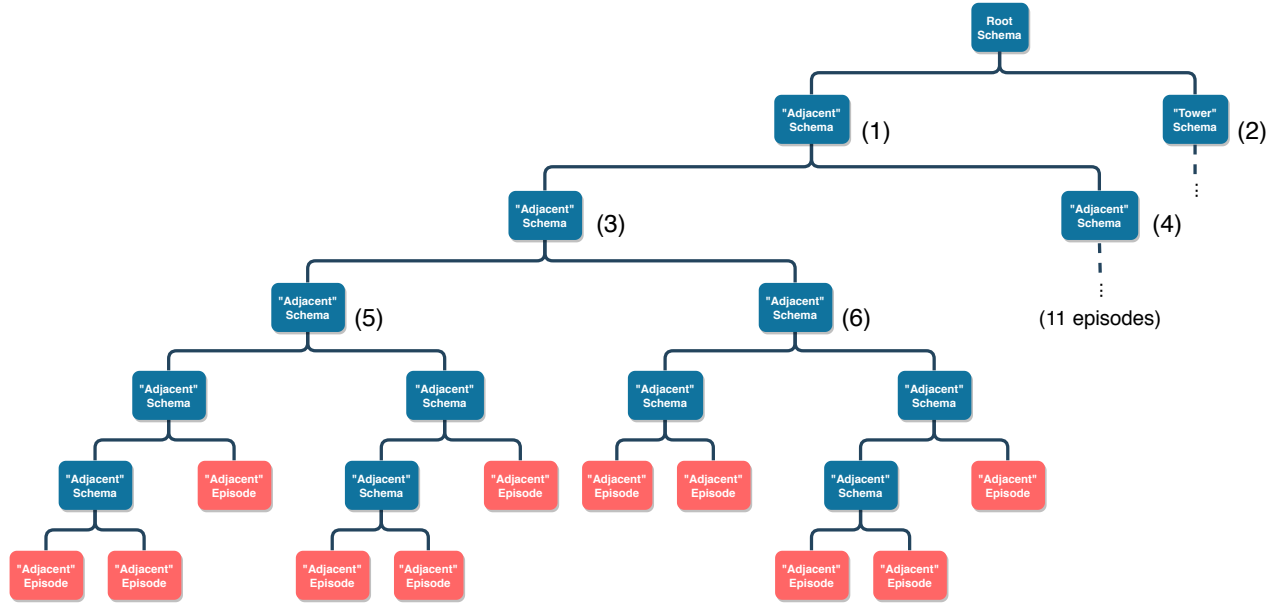 Root
Schema
"Adjacent"
Schema
(1)
"Tower"
Schema
(2)
...
"Adjacent"
Schema
(3)
"Adjacent"
Schema
(4)
...
(11 episodes)
"Adjacent"
Schema
(5)
"Adjacent"
Schema
(6)
"Adjacent"
Schema
"Adjacent"
Schema
"Adjacent"
Schema
"Adjacent"
Schema
"Adjacent"
Schema
"Adjacent"
Episode
"Adjacent"
Schema
"Adjacent"
Episode
"Adjacent"
Episode
"Adjacent"
Episode
"Adjacent"
Schema
"Adjacent"
Episode
"Adjacent"
Episode
"Adjacent"
Episode
"Adjacent"
Episode
"Adjacent"
Episode
"Adjacent"
Episode
"Adjacent"
Episode